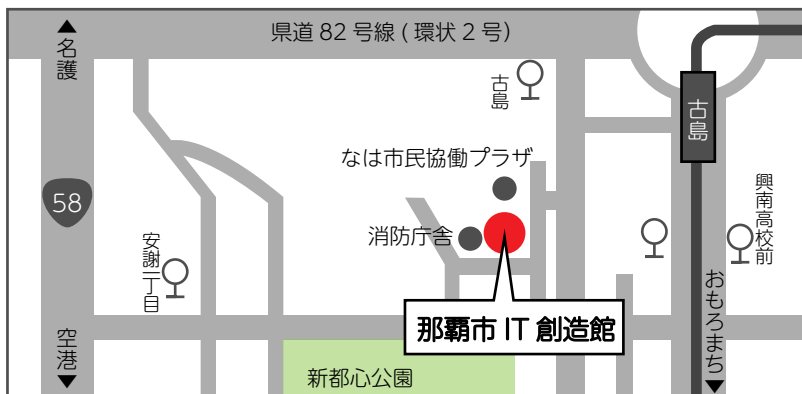 県道 82 号線 ( 環状 2 号)
▲名護
古島
古島
なは市民協働プラザ
58
興南高校前
消防庁舎
安謝一丁目
おもろまち▼
那覇市 IT 創造館
空港▼
新都心公園